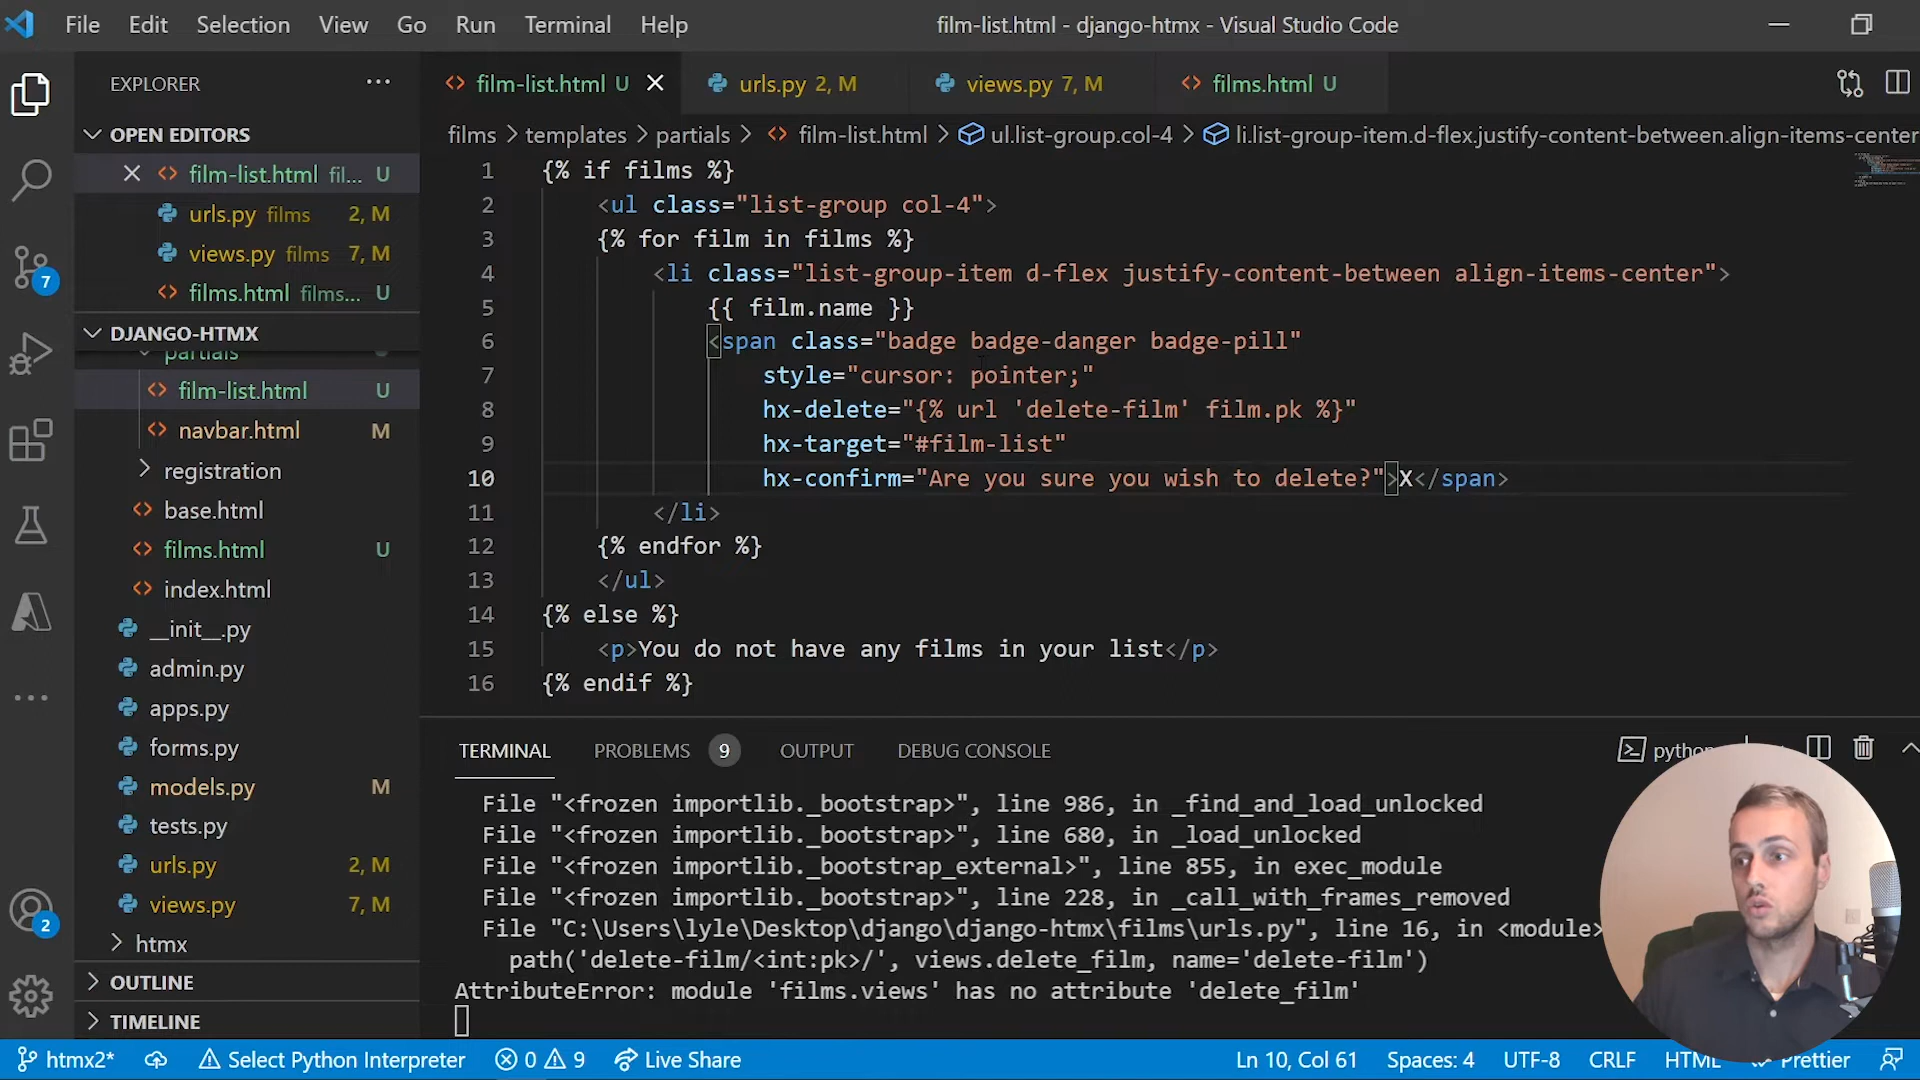 File Edit Selection View Go Run Terminal Help
film-list.html - django-htmx - Visual Studio Code
EXPLORER
OPEN EDITORS
film-list.html fil... U
urls.py films 2, M
views.py films 7, M
films.html films... U
DJANGO-HTMX
partials
film-list.html U
navbar.html M
registration
base.html
films.html U
index.html
__init__.py
admin.py
apps.py
forms.py
models.py M
tests.py
urls.py 2, M
views.py 7, M
htmx
OUTLINE
TIMELINE
7
2
film-list.html U
urls.py 2, M
views.py 7, M
films.html U
films > templates > partials > film-list.html > ul.list-group.col-4 > li.list-group-item.d-flex.justify-content-between.align-items-center
1 {% if films %}
2 <ul class="list-group col-4">
3 {% for film in films %}
4 <li class="list-group-item d-flex justify-content-between align-items-center">
5 {{ film.name }}
6 <span class="badge badge-danger badge-pill"
7 style="cursor: pointer;"
8 hx-delete="{% url 'delete-film' film.pk %}"
9 hx-target="#film-list"
10 hx-confirm="Are you sure you wish to delete?">X</span>
11 </li>
12 {% endfor %}
13 </ul>
14 {% else %}
15 <p>You do not have any films in your list</p>
16 {% endif %}
TERMINAL PROBLEMS 9 OUTPUT DEBUG CONSOLE
python
File "<frozen importlib._bootstrap>", line 986, in _find_and_load_unlocked
File "<frozen importlib._bootstrap>", line 680, in _load_unlocked
File "<frozen importlib._bootstrap_external>", line 855, in exec_module
File "<frozen importlib._bootstrap>", line 228, in _call_with_frames_removed
File "C:\Users\lyle\Desktop\django\django-htmx\films\urls.py", line 16, in <module>
path('delete-film/<int:pk>/', views.delete_film, name='delete-film')
AttributeError: module 'films.views' has no attribute 'delete_film'
htmx2* Select Python Interpreter 0 9 Live Share Ln 10, Col 61 Spaces: 4 UTF-8 CRLF HTML Prettier